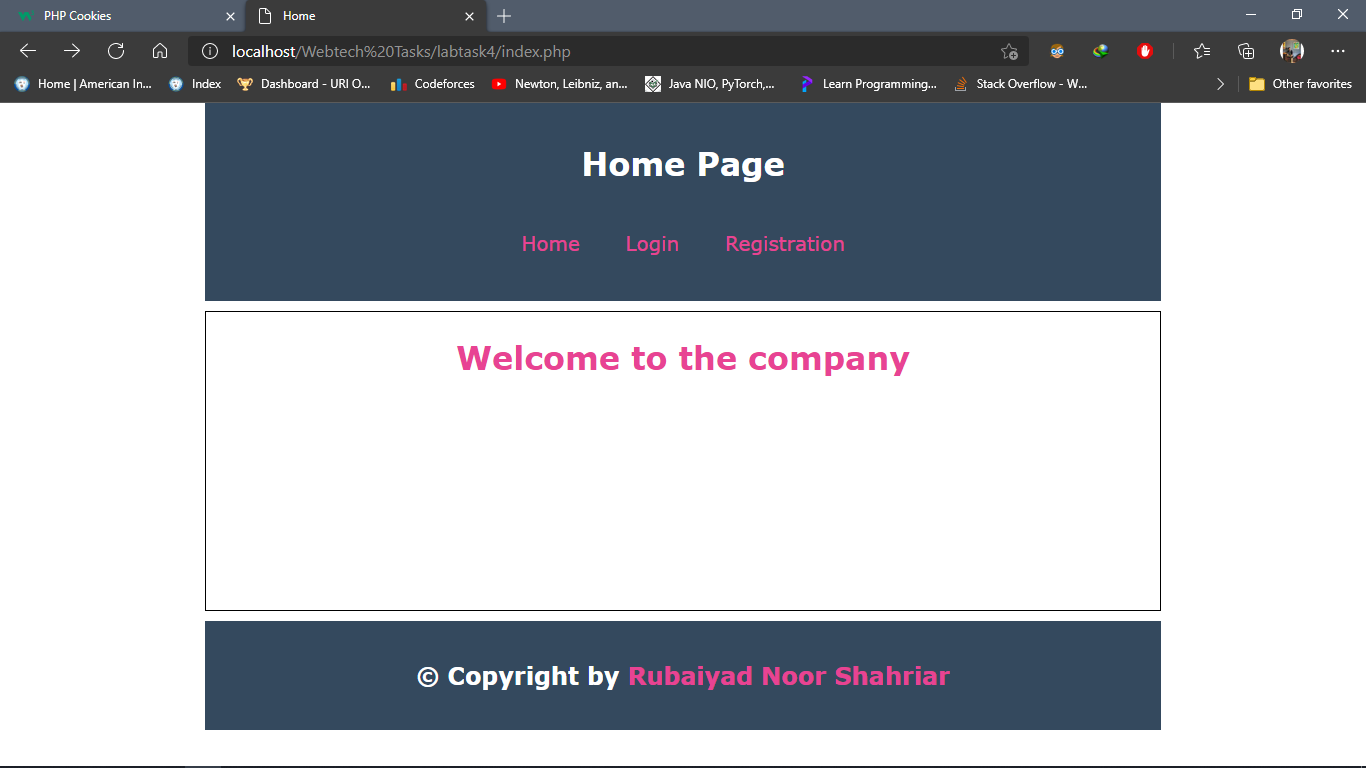 PHP Cookies
Home
localhost/Webtech%20Tasks/labtask4/index.php
Home | American In...
Index
Dashboard - URI O...
Codeforces
Newton, Leibniz, an...
Java NIO, PyTorch,...
Learn Programming...
Stack Overflow - W...
Other favorites
Home Page
Home Login Registration
Welcome to the company
© Copyright by Rubaiyad Noor Shahriar